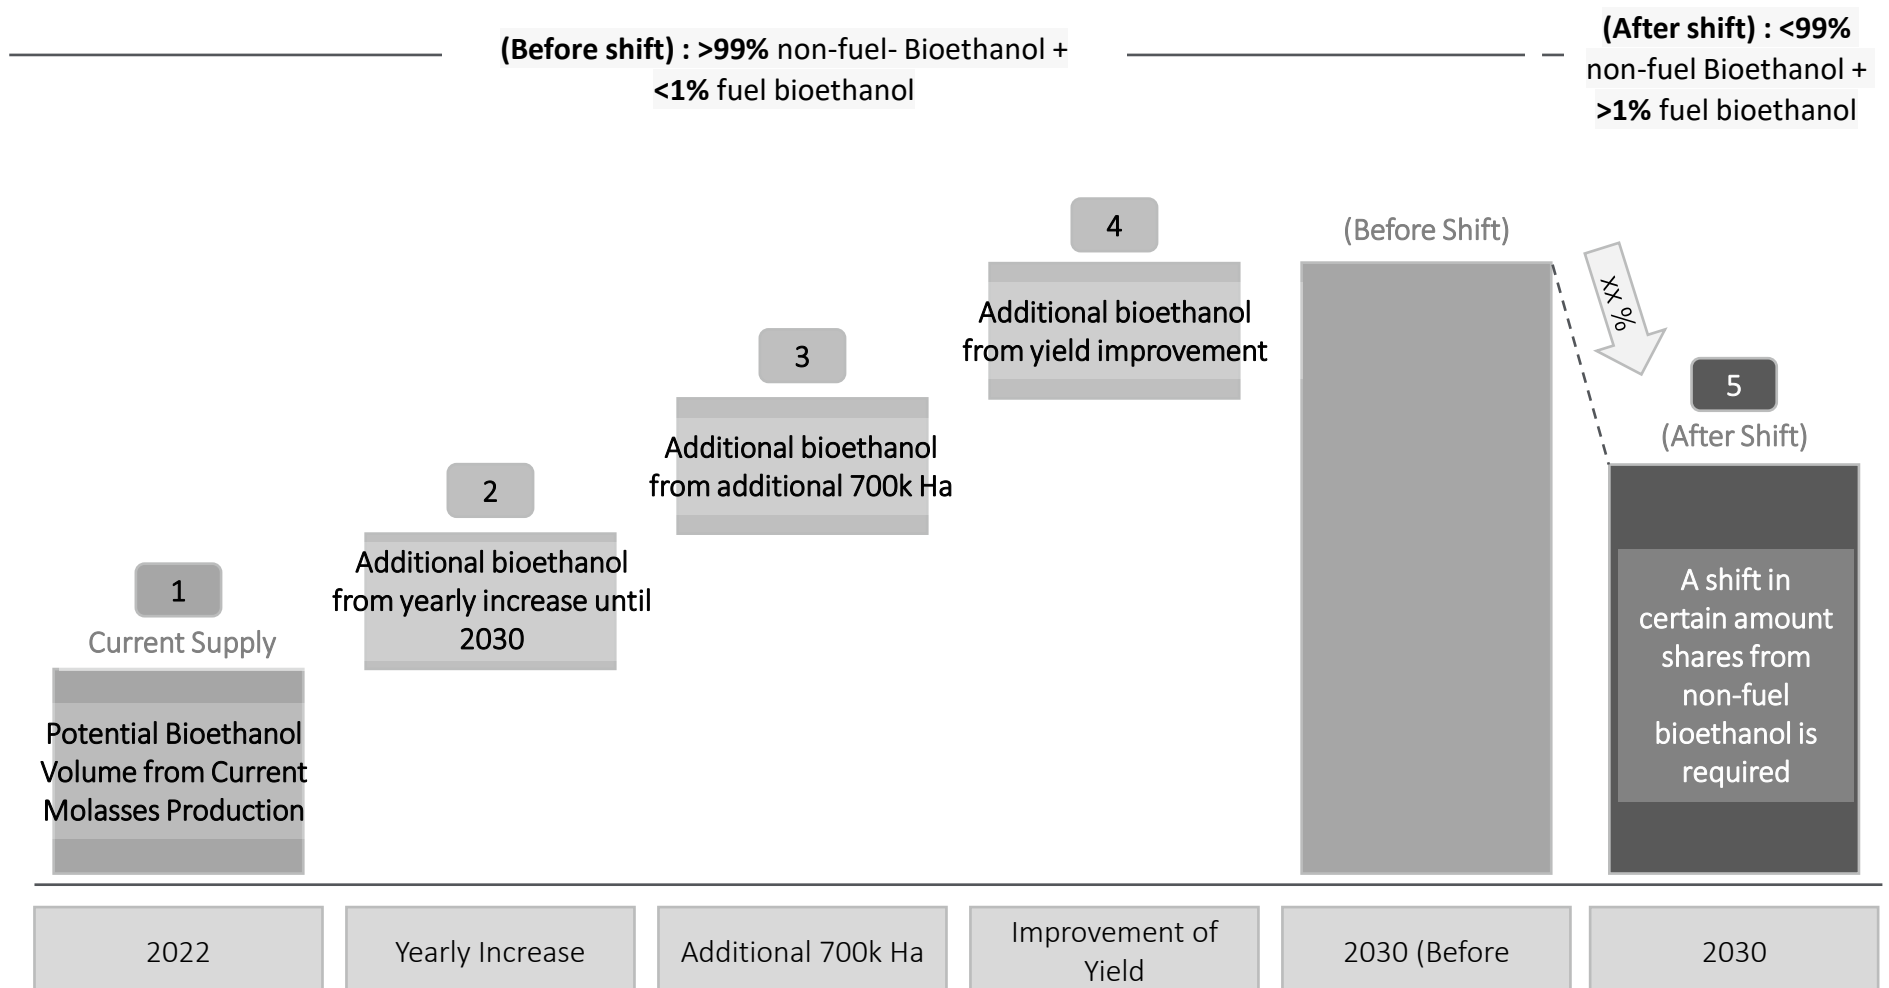 (Before shift) : >99% non-fuel- Bioethanol +
<1% fuel bioethanol
(After shift) : <99%
non-fuel Bioethanol +
>1% fuel bioethanol
1
Current Supply
Potential Bioethanol
Volume from Current
Molasses Production
2
Additional bioethanol
from yearly increase until
2030
3
Additional bioethanol
from additional 700k Ha
4
Additional bioethanol
from yield improvement
(Before Shift)
xx %
5
(After Shift)
A shift in
certain amount
shares from
non-fuel
bioethanol is
required
2022
Yearly Increase
Additional 700k Ha
Improvement of
Yield
2030 (Before
2030